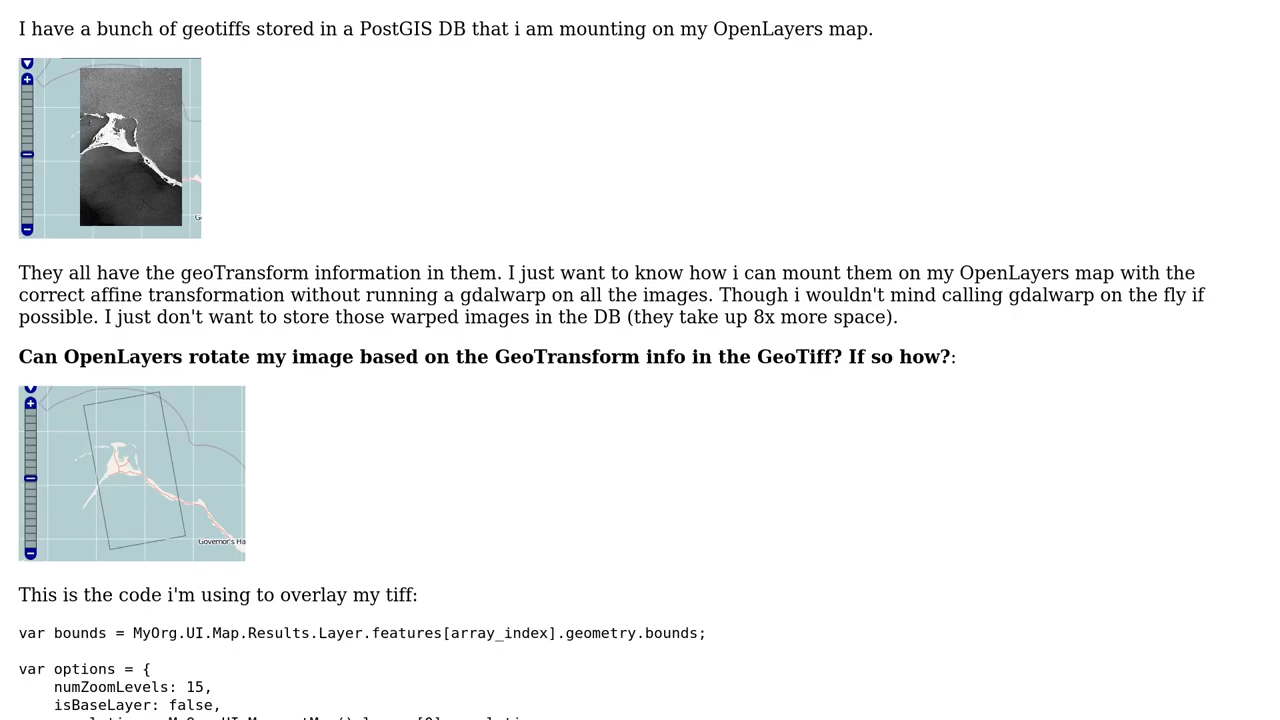 I have a bunch of geotiffs stored in a PostGIS DB that i am mounting on my OpenLayers map.
They all have the geoTransform information in them. I just want to know how i can mount them on my OpenLayers map with the
correct affine transformation without running a gdalwarp on all the images. Though i wouldn't mind calling gdalwarp on the fly if
possible. I just don't want to store those warped images in the DB (they take up 8x more space).
Can OpenLayers rotate my image based on the GeoTransform info in the GeoTiff? If so how?:
Governor's Ha
This is the code i'm using to overlay my tiff:
var bounds = MyOrg.UI.Map.Results.Layer.features[array_index].geometry.bounds;
var options = {
numZoomLevels: 15,
isBaseLayer: false,